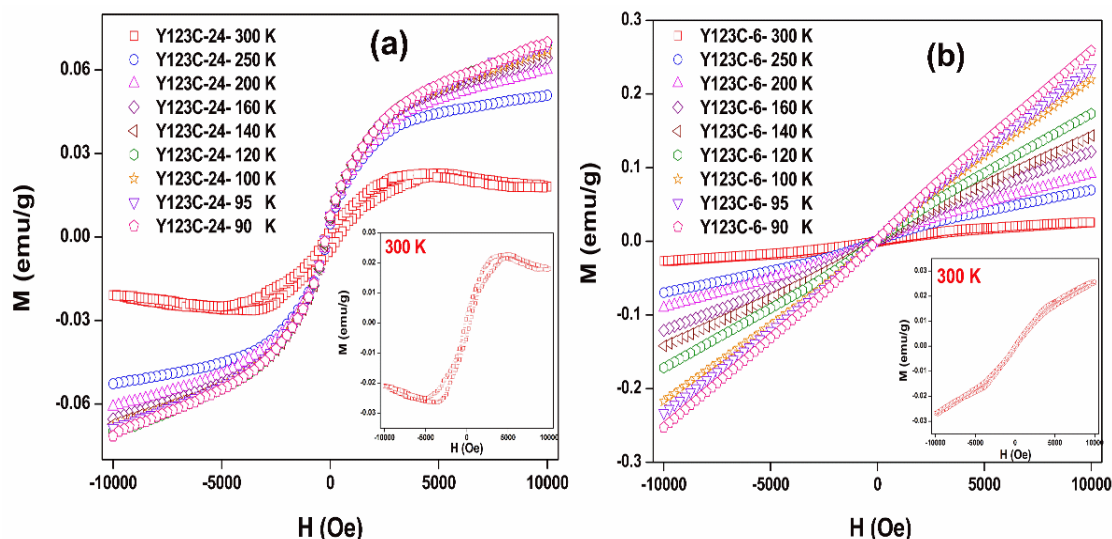 (a)
Y123C-24- 300 K
Y123C-24- 250 K
Y123C-24- 200 K
Y123C-24- 160 K
Y123C-24- 140 K
Y123C-24- 120 K
Y123C-24- 100 K
Y123C-24- 95 K
Y123C-24- 90 K
M (emu/g)
0.06
0.03
0.00
-0.03
-0.06
-10000
-5000
0
5000
10000
H (Oe)
300 K
M (emu/g)
0.03
0.02
0.01
0.00
-0.01
-0.02
-0.03
-10000
-5000
0
5000
10000
H (Oe)
(b)
Y123C-6- 300 K
Y123C-6- 250 K
Y123C-6- 200 K
Y123C-6- 160 K
Y123C-6- 140 K
Y123C-6- 120 K
Y123C-6- 100 K
Y123C-6- 95 K
Y123C-6- 90 K
M (emu/g)
0.3
0.2
0.1
0.0
-0.1
-0.2
-0.3
-10000
-5000
0
5000
10000
H (Oe)
300 K
M (emu/g)
0.03
0.02
0.01
0.00
-0.01
-0.02
-0.03
-10000
-5000
0
5000
10000
H (Oe)